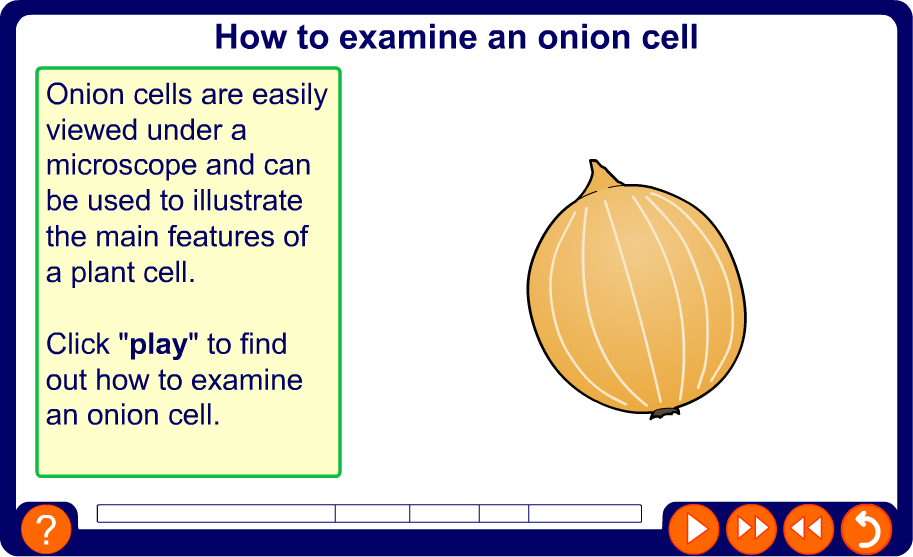 How to examine an onion cell
Onion cells are easily
viewed under a
microscope and can
be used to illustrate
the main features of
a plant cell.
Click "play" to find
out how to examine
an onion cell.
?